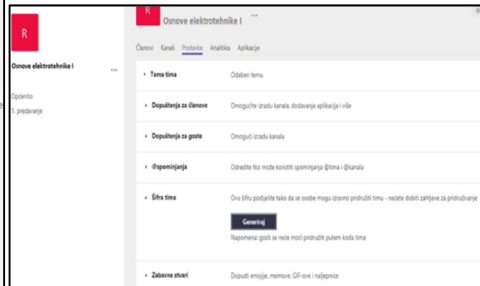 R
Osnove elektrotehnike I
...
Općenito
1. predavanje
R
Osnove elektrotehnike I
...
Članovi Kanali Postavke Analitika Aplikacije
Tema tima Odaberi temu
Dopuštenja za članove Omogućite izradu kanala, dodavanje aplikacija i više
Dopuštenja za goste Omogući izradu kanala
@spominjanja Odredite tko može koristiti spominjanja @tima i @kanala
Šifra tima Ovu šifru podijelite tako da se osobe mogu izravno pridružiti timu - nećete dobiti zahtjeve za pridruživanje
Generiraj
Napomena: gosti se neće moći pridružiti putem koda tima
Zabavne stvari Dopusti emojije, memove, GIF-ove i naljepnice